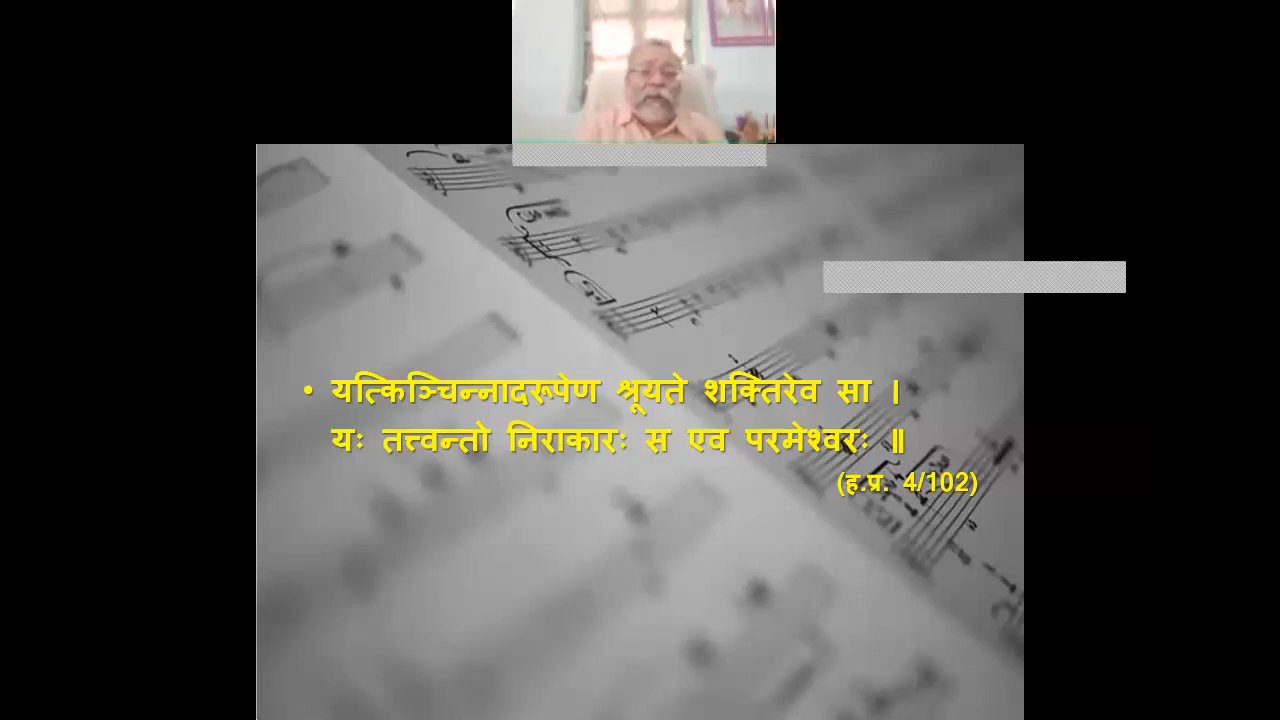 • यत्किञ्चिन्नादरूपेण श्रूयते शक्तिरेव सा ।
यः तत्त्वन्तो निराकारः स एव परमेश्वरः ॥
(ह.प्र. 4/102)